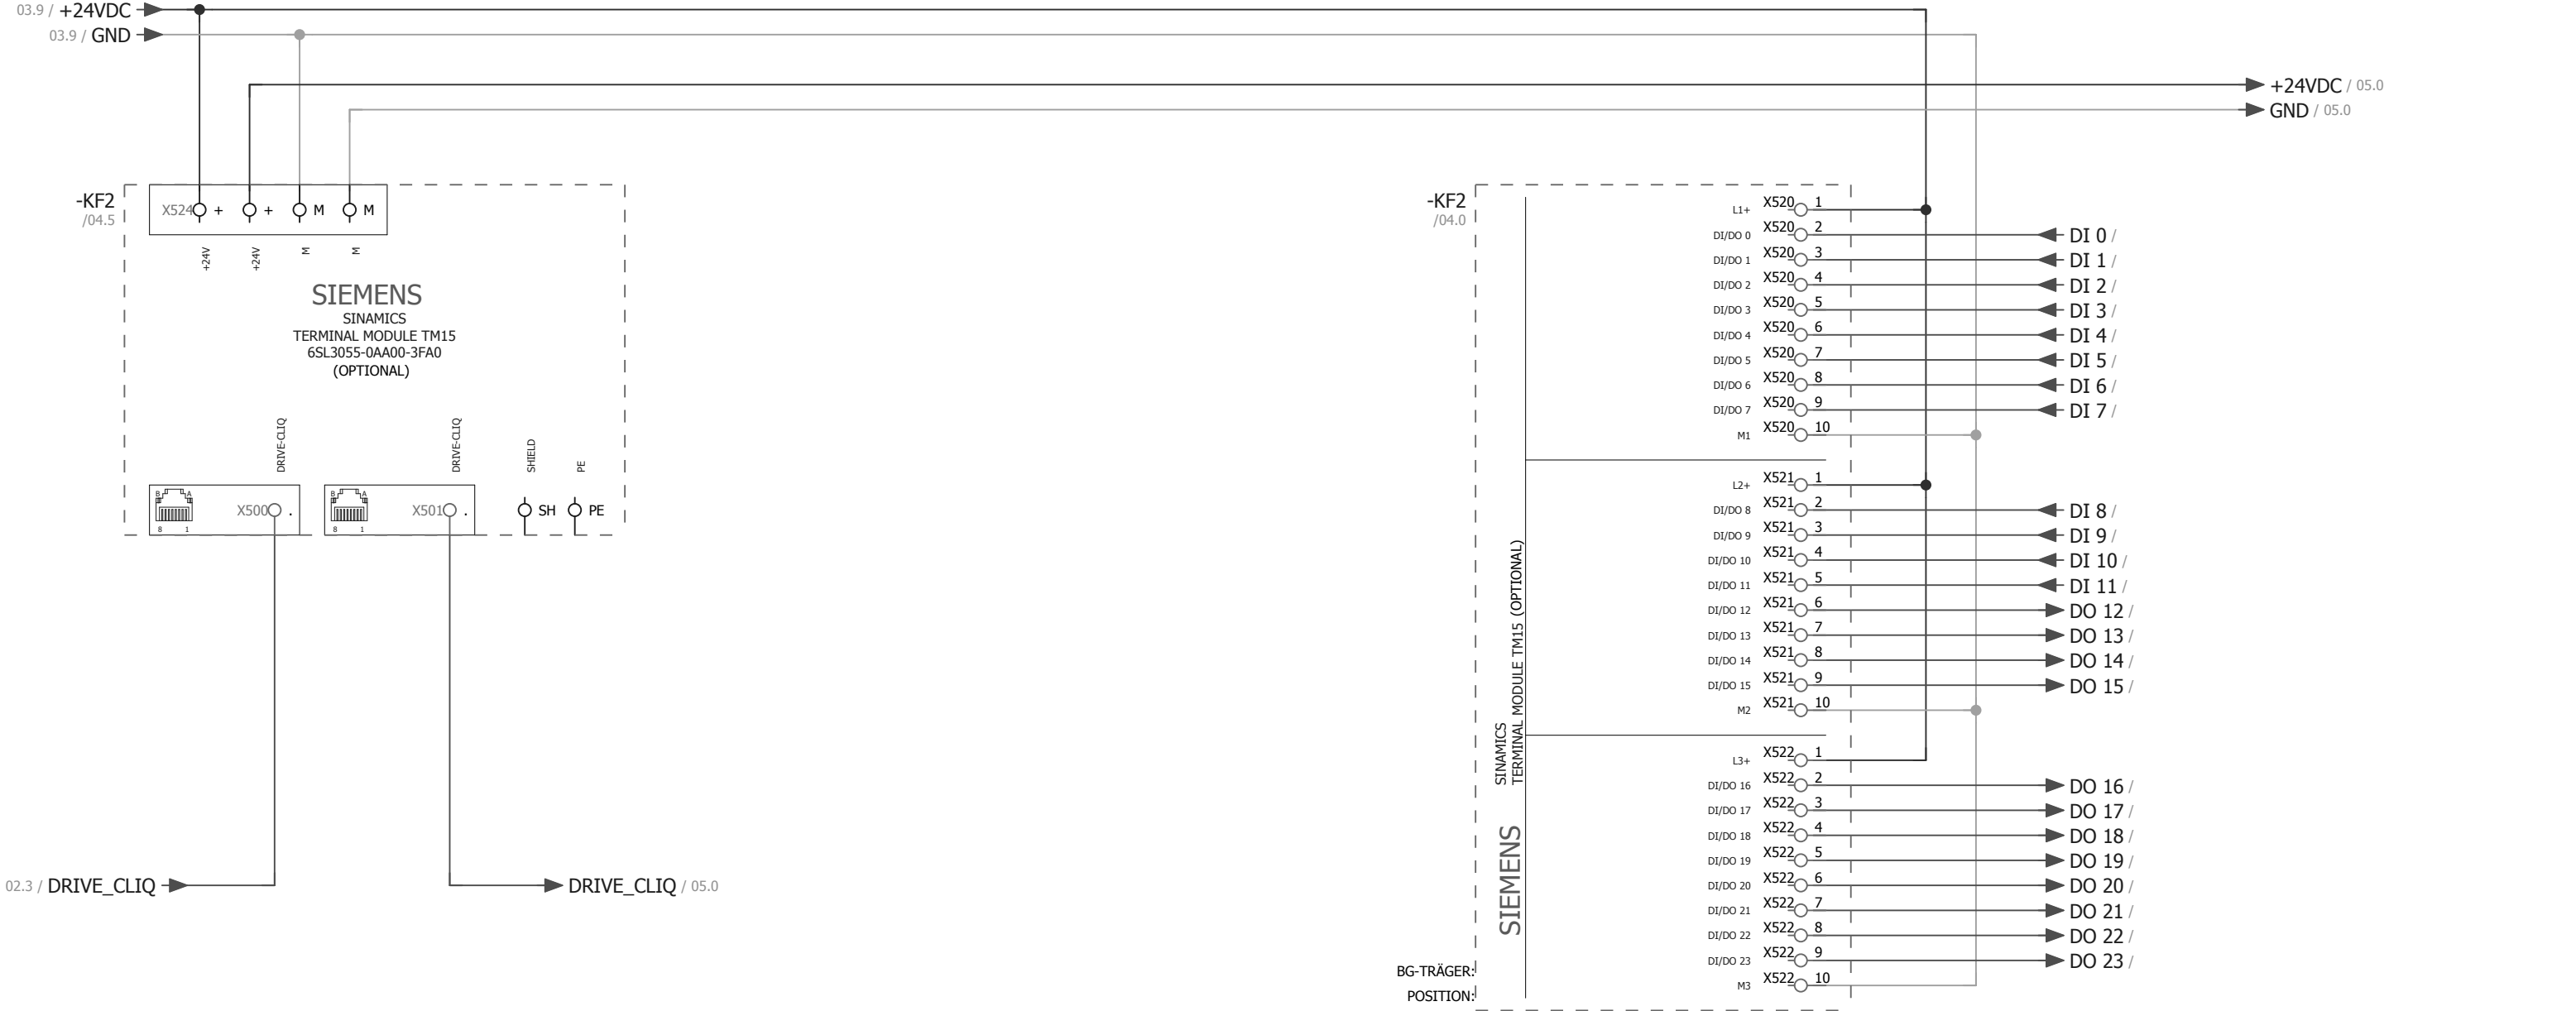 03.9 / +24VDC
03.9 / GND
+24VDC / 05.0
GND / 05.0
-KF2
/04.5
X524 + + M M
+24V +24V M M
SIEMENS
SINAMICS
TERMINAL MODULE TM15
6SL3055-0AA00-3FA0
(OPTIONAL)
DRIVE-CLIQ DRIVE-CLIQ SHIELD PE
B A
X500 .
8 1
B A
X501 .
8 1
SH PE
02.3 / DRIVE_CLIQ
DRIVE_CLIQ / 05.0
-KF2
/04.0
SIEMENS
SINAMICS
TERMINAL MODULE TM15 (OPTIONAL)
BG-TRÄGER:
POSITION:
L1+ X520 1
DI/DO 0 X520 2 DI 0 /
DI/DO 1 X520 3 DI 1 /
DI/DO 2 X520 4 DI 2 /
DI/DO 3 X520 5 DI 3 /
DI/DO 4 X520 6 DI 4 /
DI/DO 5 X520 7 DI 5 /
DI/DO 6 X520 8 DI 6 /
DI/DO 7 X520 9 DI 7 /
M1 X520 10
L2+ X521 1
DI/DO 8 X521 2 DI 8 /
DI/DO 9 X521 3 DI 9 /
DI/DO 10 X521 4 DI 10 /
DI/DO 11 X521 5 DI 11 /
DI/DO 12 X521 6 DO 12 /
DI/DO 13 X521 7 DO 13 /
DI/DO 14 X521 8 DO 14 /
DI/DO 15 X521 9 DO 15 /
M2 X521 10
L3+ X522 1
DI/DO 16 X522 2 DO 16 /
DI/DO 17 X522 3 DO 17 /
DI/DO 18 X522 4 DO 18 /
DI/DO 19 X522 5 DO 19 /
DI/DO 20 X522 6 DO 20 /
DI/DO 21 X522 7 DO 21 /
DI/DO 22 X522 8 DO 22 /
DI/DO 23 X522 9 DO 23 /
M3 X522 10